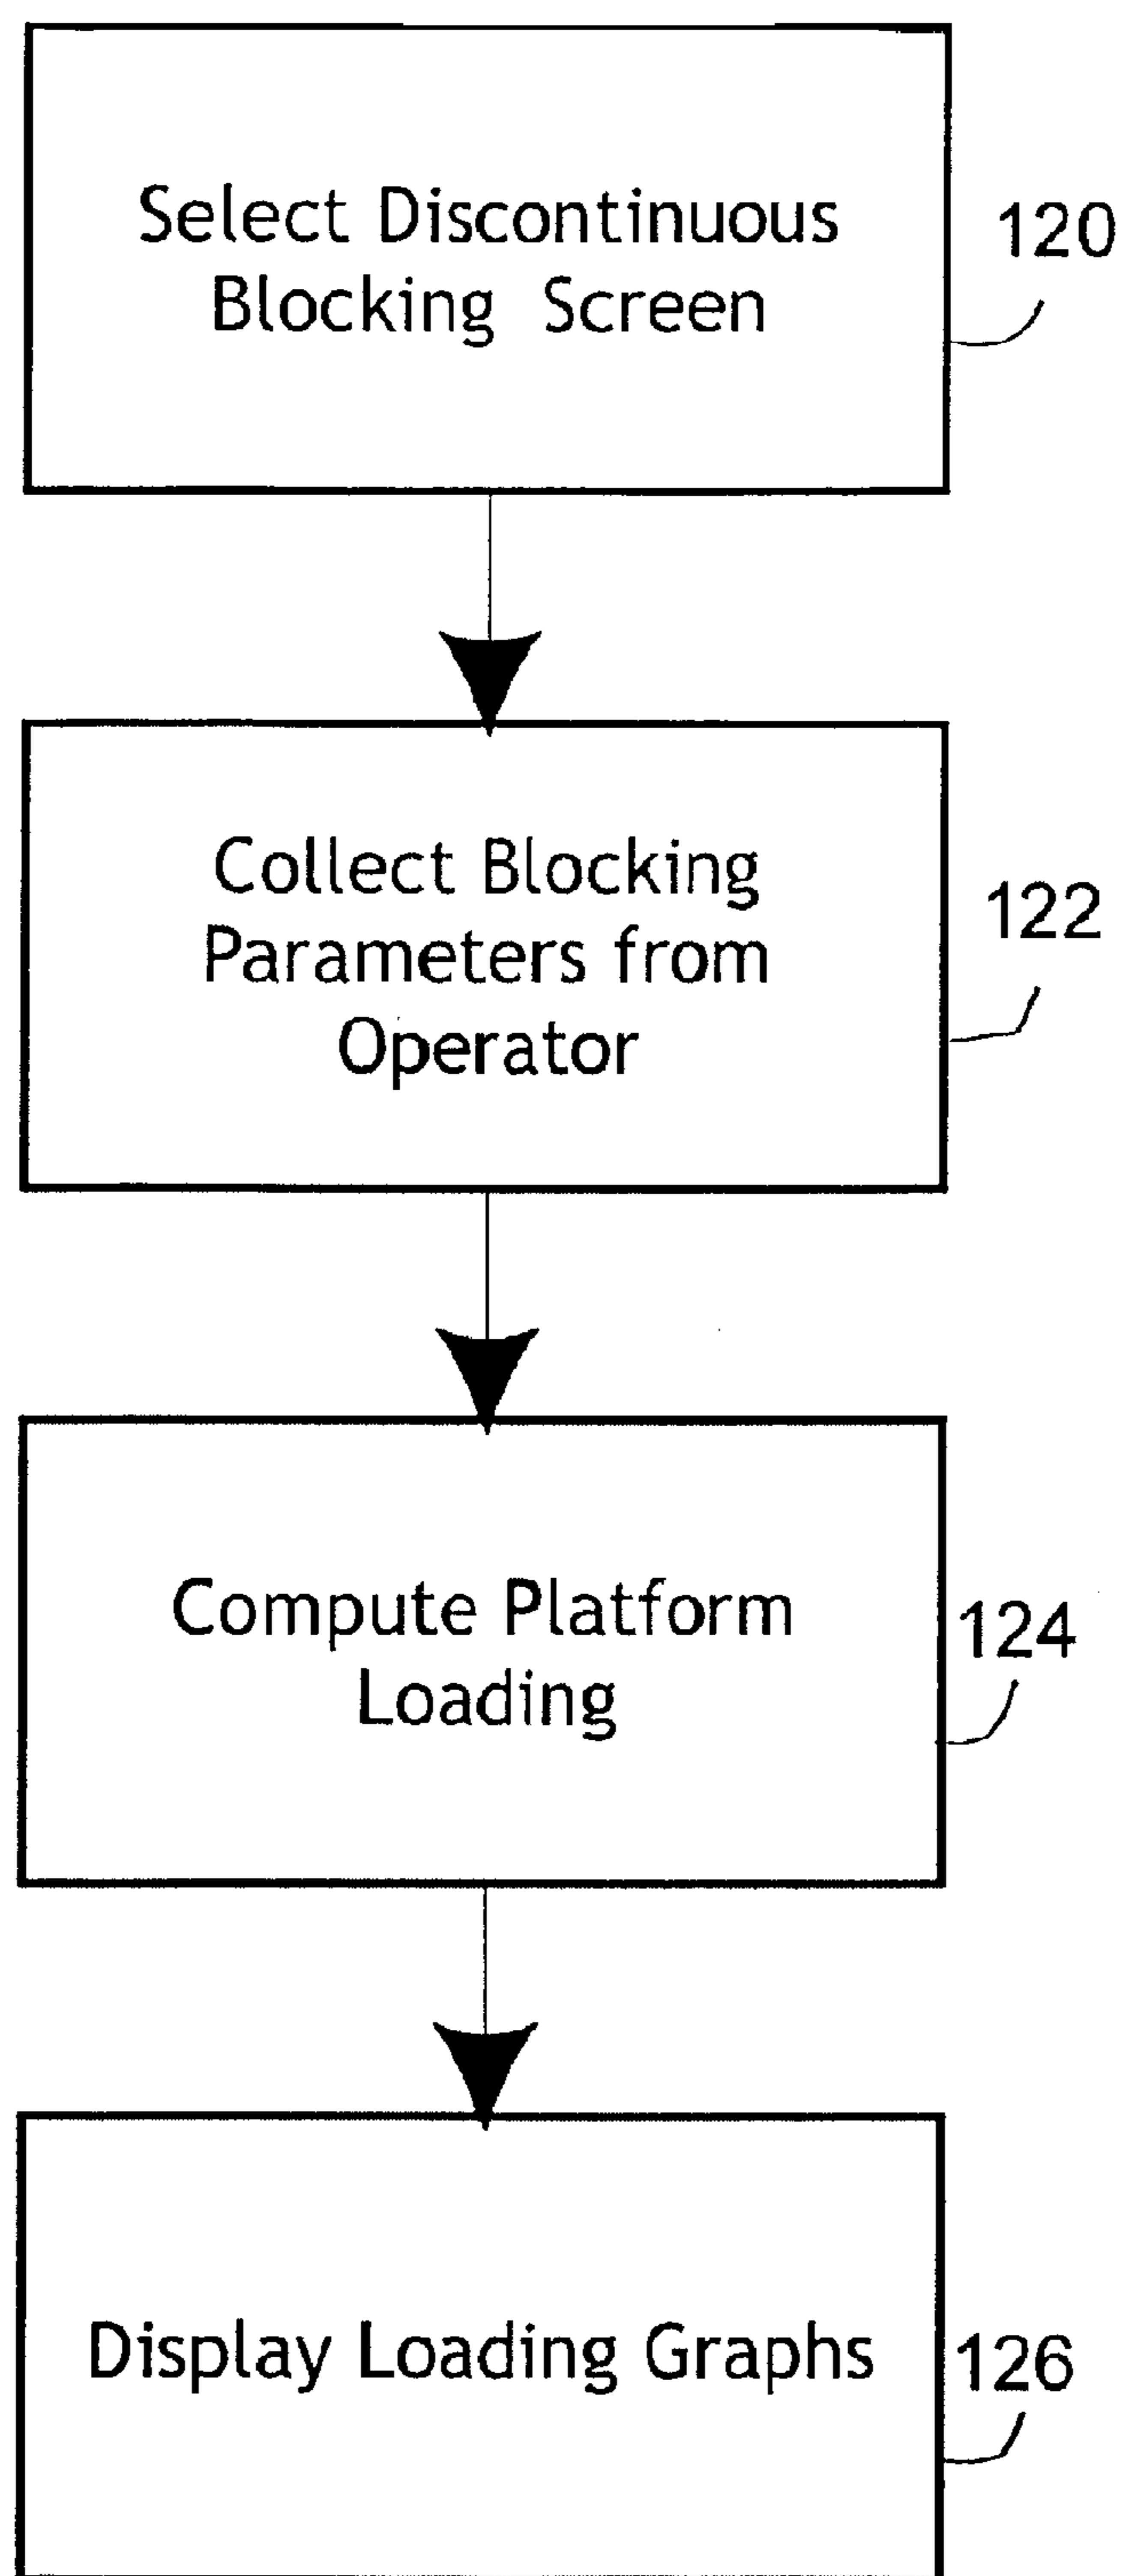 Select Discontinuous
Blocking Screen
120
Collect Blocking
Parameters from
Operator
122
Compute Platform
Loading
124
Display Loading Graphs
126